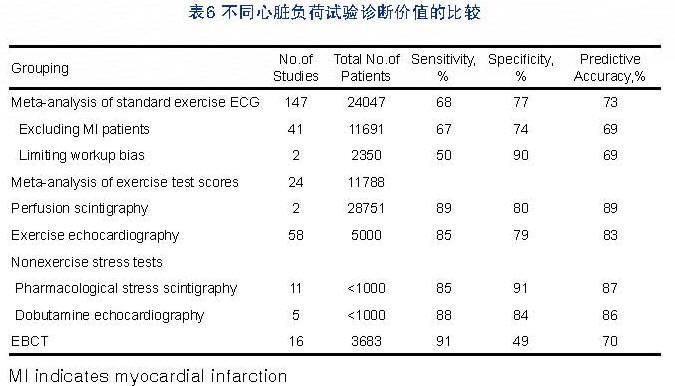 表6 不同心脏负荷试验诊断价值的比较
Grouping No.of Studies Total No.of Patients Sensitivity, % Specificity, % Predictive Accuracy,%
Meta-analysis of standard exercise ECG 147 24047 68 77 73
Excluding MI patients 41 11691 67 74 69
Limiting workup bias 2 2350 50 90 69
Meta-analysis of exercise test scores 24 11788
Perfusion scintigraphy 2 28751 89 80 89
Exercise echocardiography 58 5000 85 79 83
Nonexercise stress tests
Pharmacological stress scintigraphy 11 <1000 85 91 87
Dobutamine echocardiography 5 <1000 88 84 86
EBCT 16 3683 91 49 70
MI indicates myocardial infarction